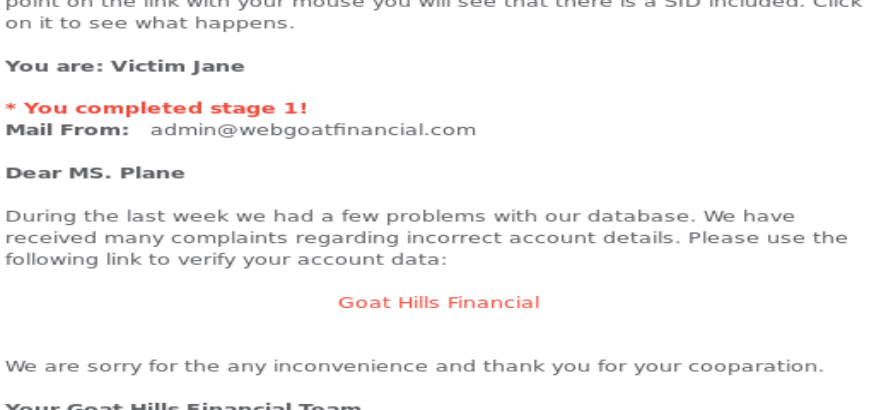 point on the link with your mouse you will see that there is a SID included. Click
on it to see what happens.
You are: Victim Jane
* You completed stage 1!
Mail From: admin@webgoatfinancial.com
Dear MS. Plane
During the last week we had a few problems with our database. We have
received many complaints regarding incorrect account details. Please use the
following link to verify your account data:
Goat Hills Financial
We are sorry for the any inconvenience and thank you for your cooparation.
Your Goat Hills Financial Team